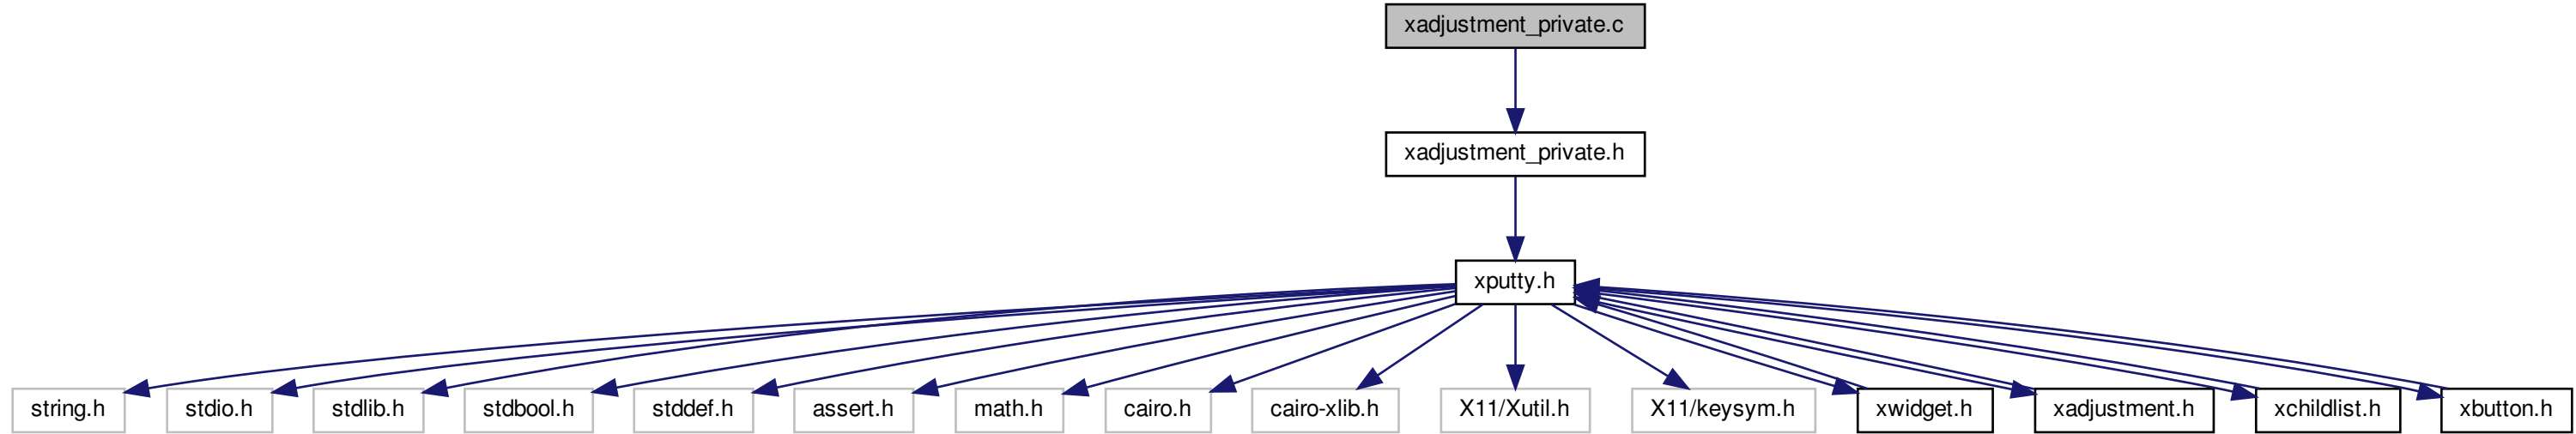 xadjustment_private.c
xadjustment_private.h
xputty.h
string.h
stdio.h
stdlib.h
stdbool.h
stddef.h
assert.h
math.h
cairo.h
cairo-xlib.h
X11/Xutil.h
X11/keysym.h
xwidget.h
xadjustment.h
xchildlist.h
xbutton.h